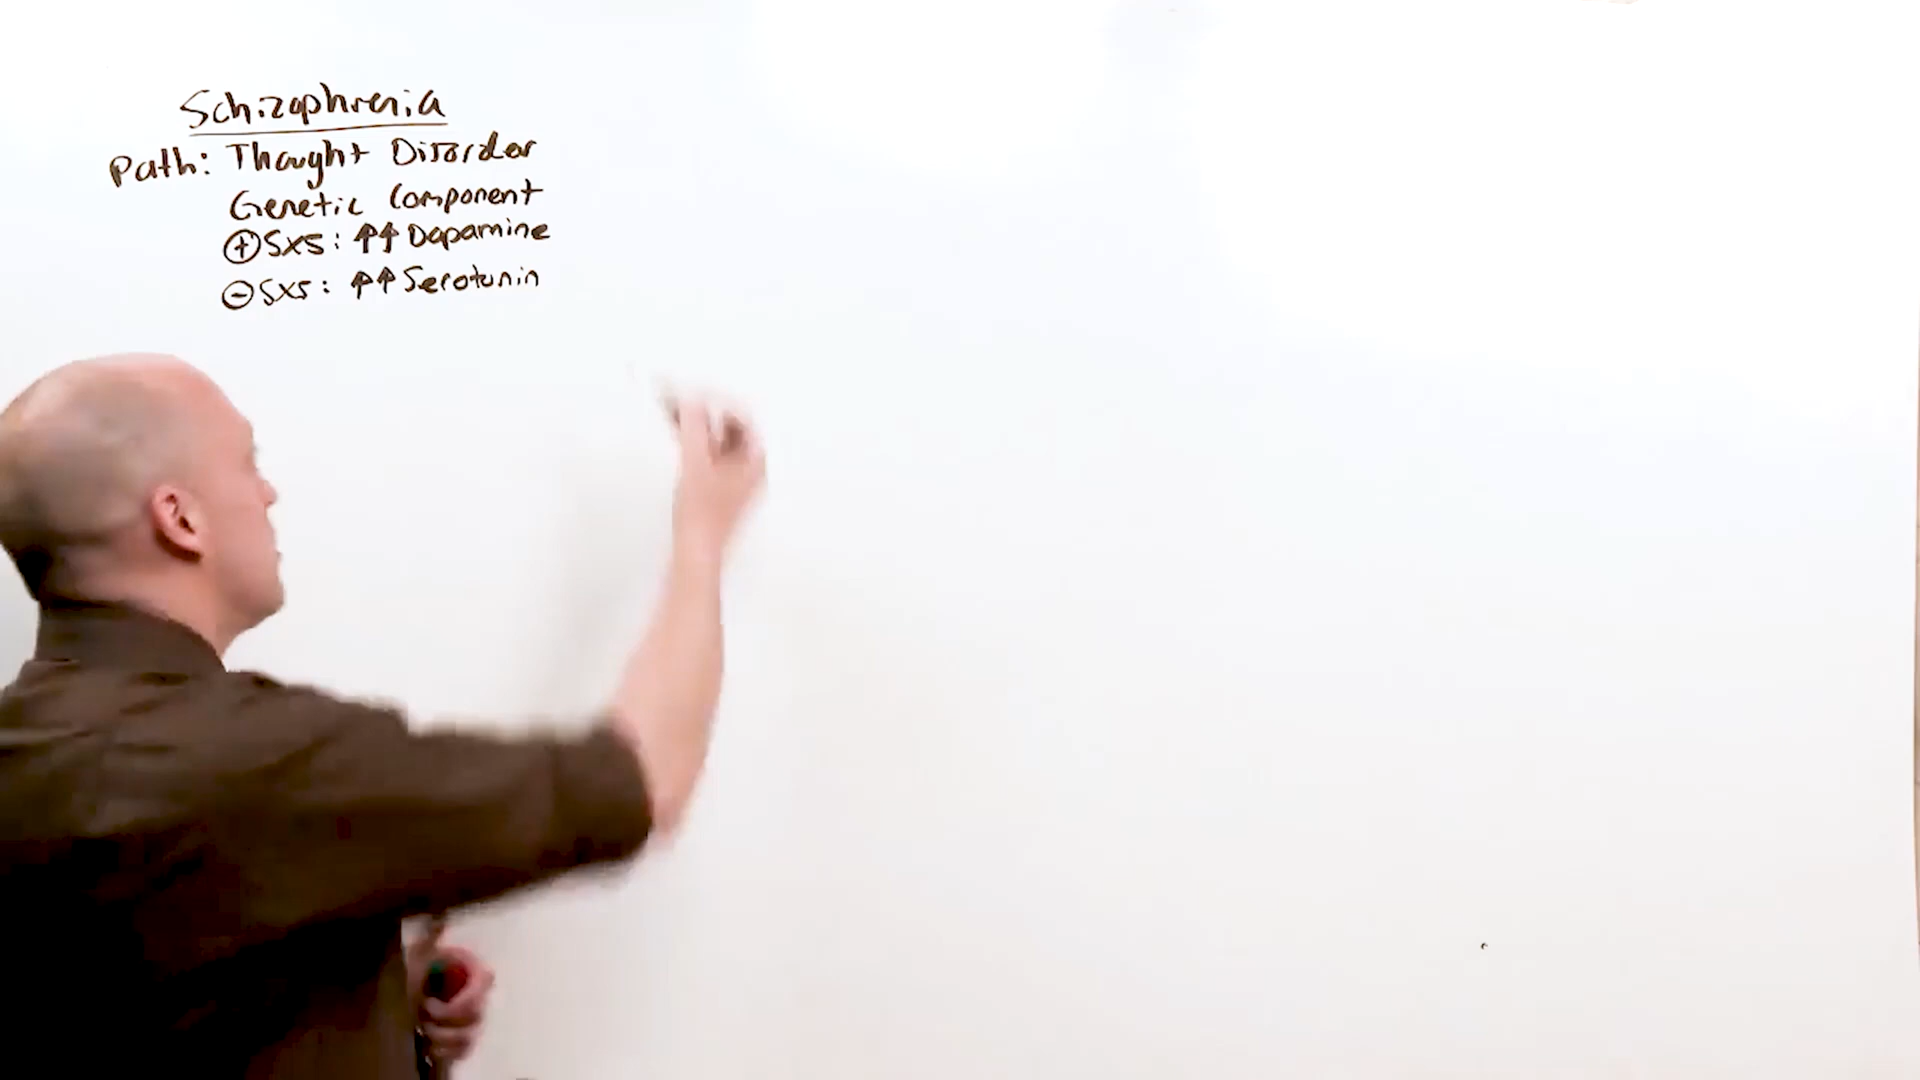 Schizophrenia
Path: Thought Disorder
Genetic Component
⊕ Sxs: ↑↑ Dopamine
⊖ Sxs: ↑↑ Serotonin